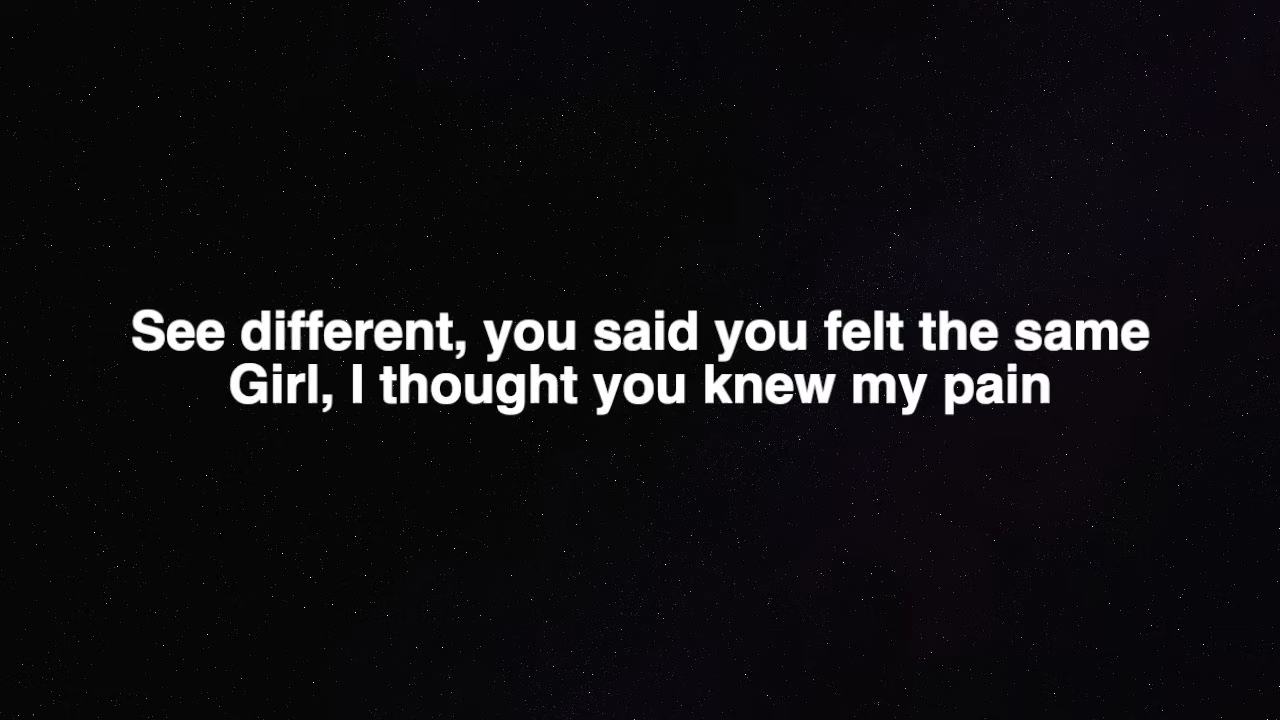 See different, you said you felt the same
Girl, I thought you knew my pain